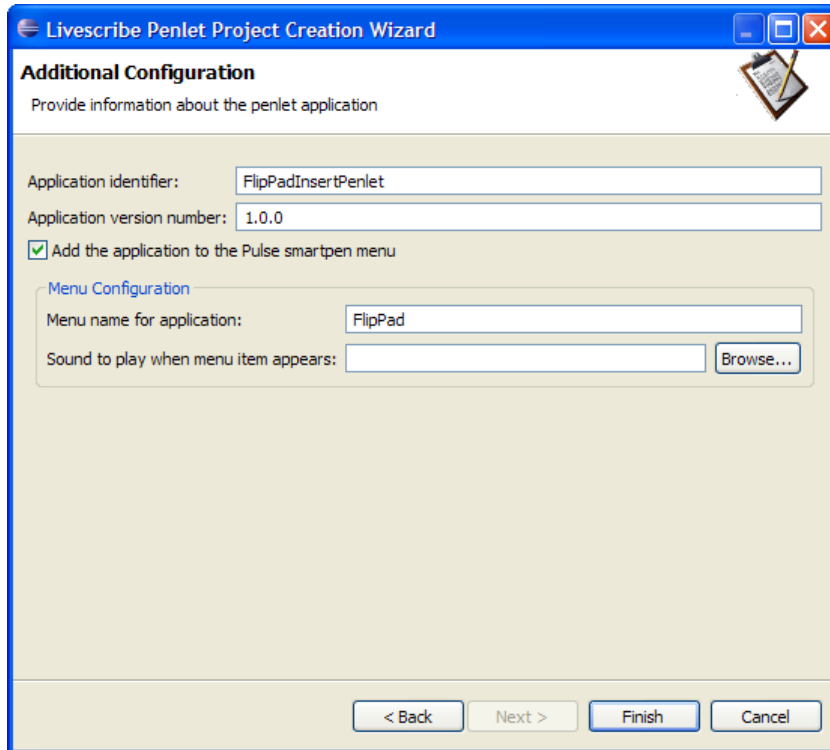 Livescribe Penlet Project Creation Wizard
Additional Configuration
Provide information about the penlet application
Application identifier: FlipPadInsertPenlet
Application version number: 1.0.0
Add the application to the Pulse smartpen menu
Menu Configuration
Menu name for application: FlipPad
Sound to play when menu item appears: Browse...
< Back Next > Finish Cancel